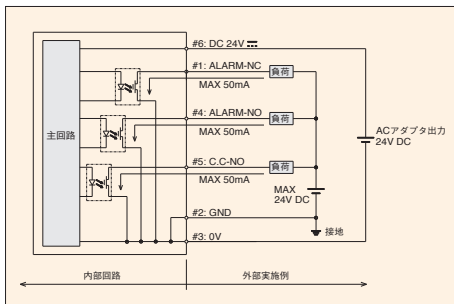 #6: DC 24V
#1: ALARM-NC
負荷
MAX 50mA
#4: ALARM-NO
負荷
MAX 50mA
主回路
ACアダプタ出力
24V DC
#5: C.C-NO
負荷
MAX 50mA
MAX
24V DC
#2: GND
接地
#3: 0V
内部回路
外部実施例